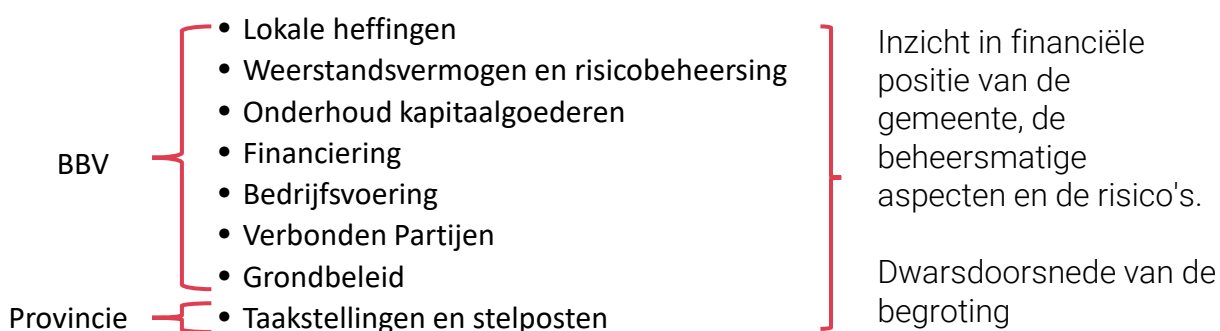 BBV
• Lokale heffingen
• Weerstandsvermogen en risicobeheersing
• Onderhoud kapitaalgoederen
• Financiering
• Bedrijfsvoering
• Verbonden Partijen
• Grondbeleid
Provincie
• Taakstellingen en stelposten
Inzicht in financiële
positie van de
gemeente, de
beheersmatige
aspecten en de risico's.
Dwarsdoorsnede van de
begroting